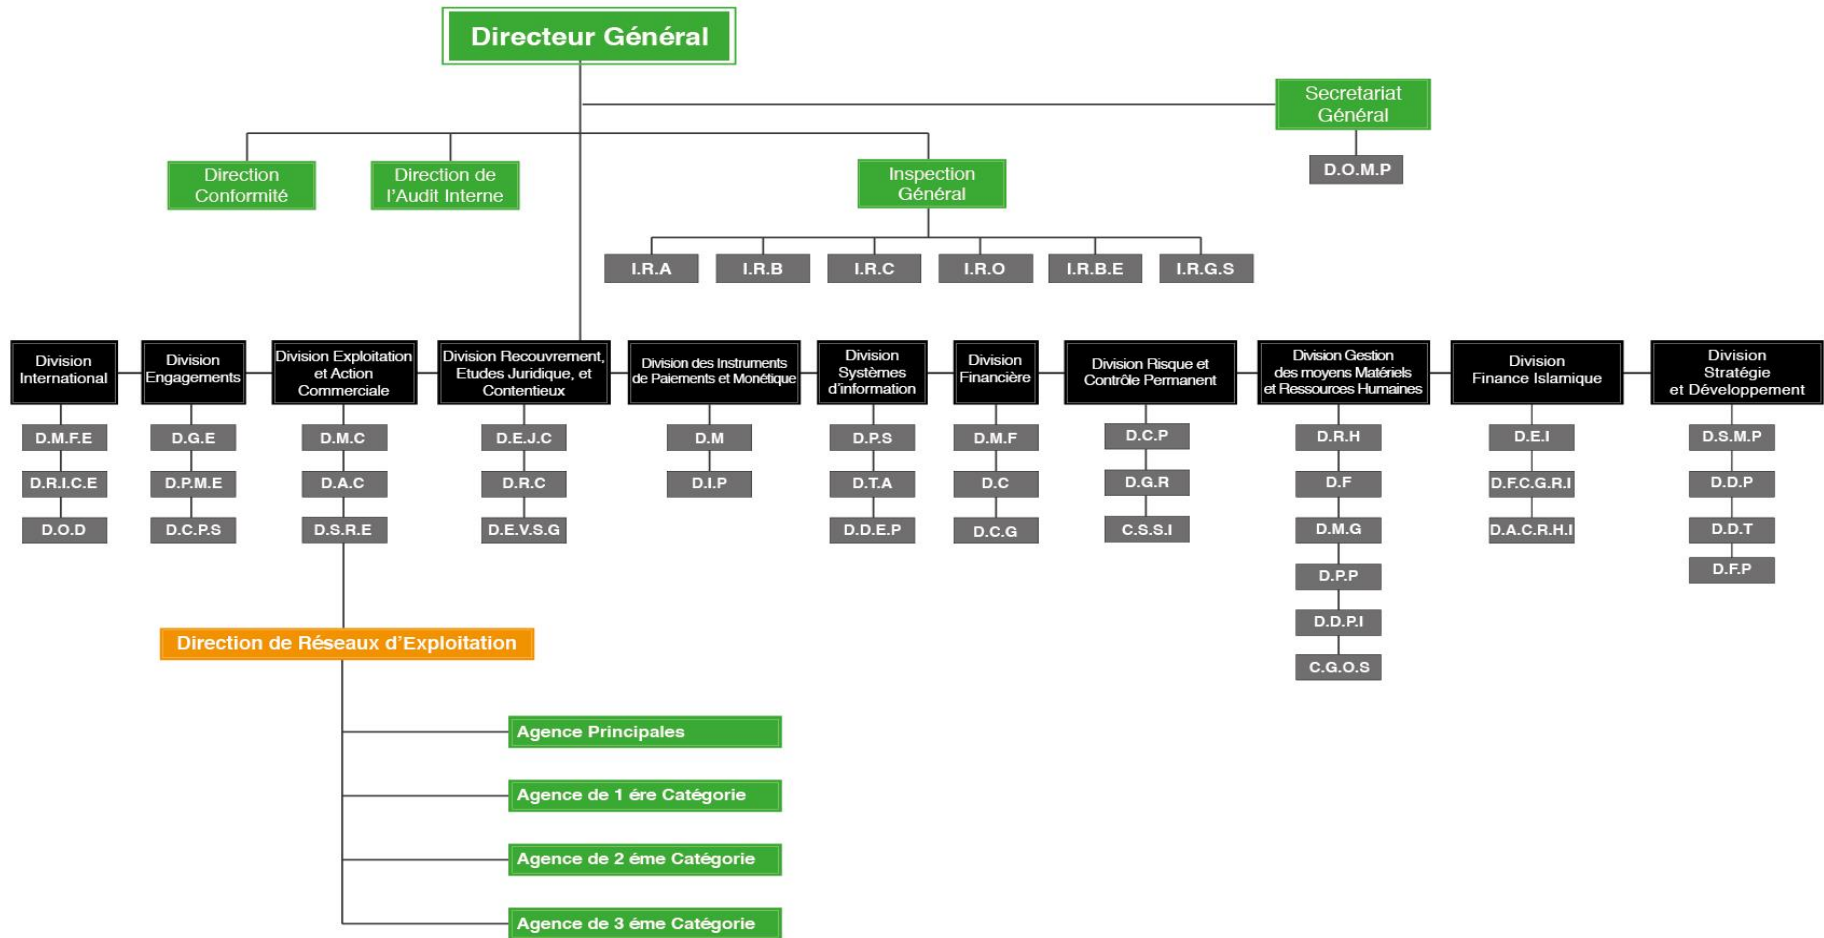 Directeur Général
Secretariat
Général
D.O.M.P
Direction
Conformité
Direction de
l'Audit Interne
Inspection
Général
I.R.A
I.R.B
I.R.C
I.R.O
I.R.B.E
I.R.G.S
Division
International
D.M.F.E
D.R.I.C.E
D.O.D
Division
Engagements
D.G.E
D.P.M.E
D.C.P.S
Division Exploitation
et Action
Commerciale
D.M.C
D.A.C
D.S.R.E
Division Recouvrement,
Etudes Juridique, et
Contentieux
D.E.J.C
D.R.C
D.E.V.S.G
Division des Instruments
de Paiements et Monétique
D.M
D.I.P
Division
Systèmes
d'information
D.P.S
D.T.A
D.D.E.P
Division
Financière
D.M.F
D.C
D.C.G
Division Risque et
Contrôle Permanent
D.C.P
D.G.R
C.S.S.I
Division Gestion
des moyens Matériels
et Ressources Humaines
D.R.H
D.F
D.M.G
D.P.P
D.D.P.I
C.G.O.S
Division
Finance Islamique
D.E.I
D.F.C.G.R.I
D.A.C.R.H.I
Division
Stratégie
et Développement
D.S.M.P
D.D.P
D.D.T
D.F.P
Direction de Réseaux d'Exploitation
Agence Principales
Agence de 1 ére Catégorie
Agence de 2 éme Catégorie
Agence de 3 éme Catégorie